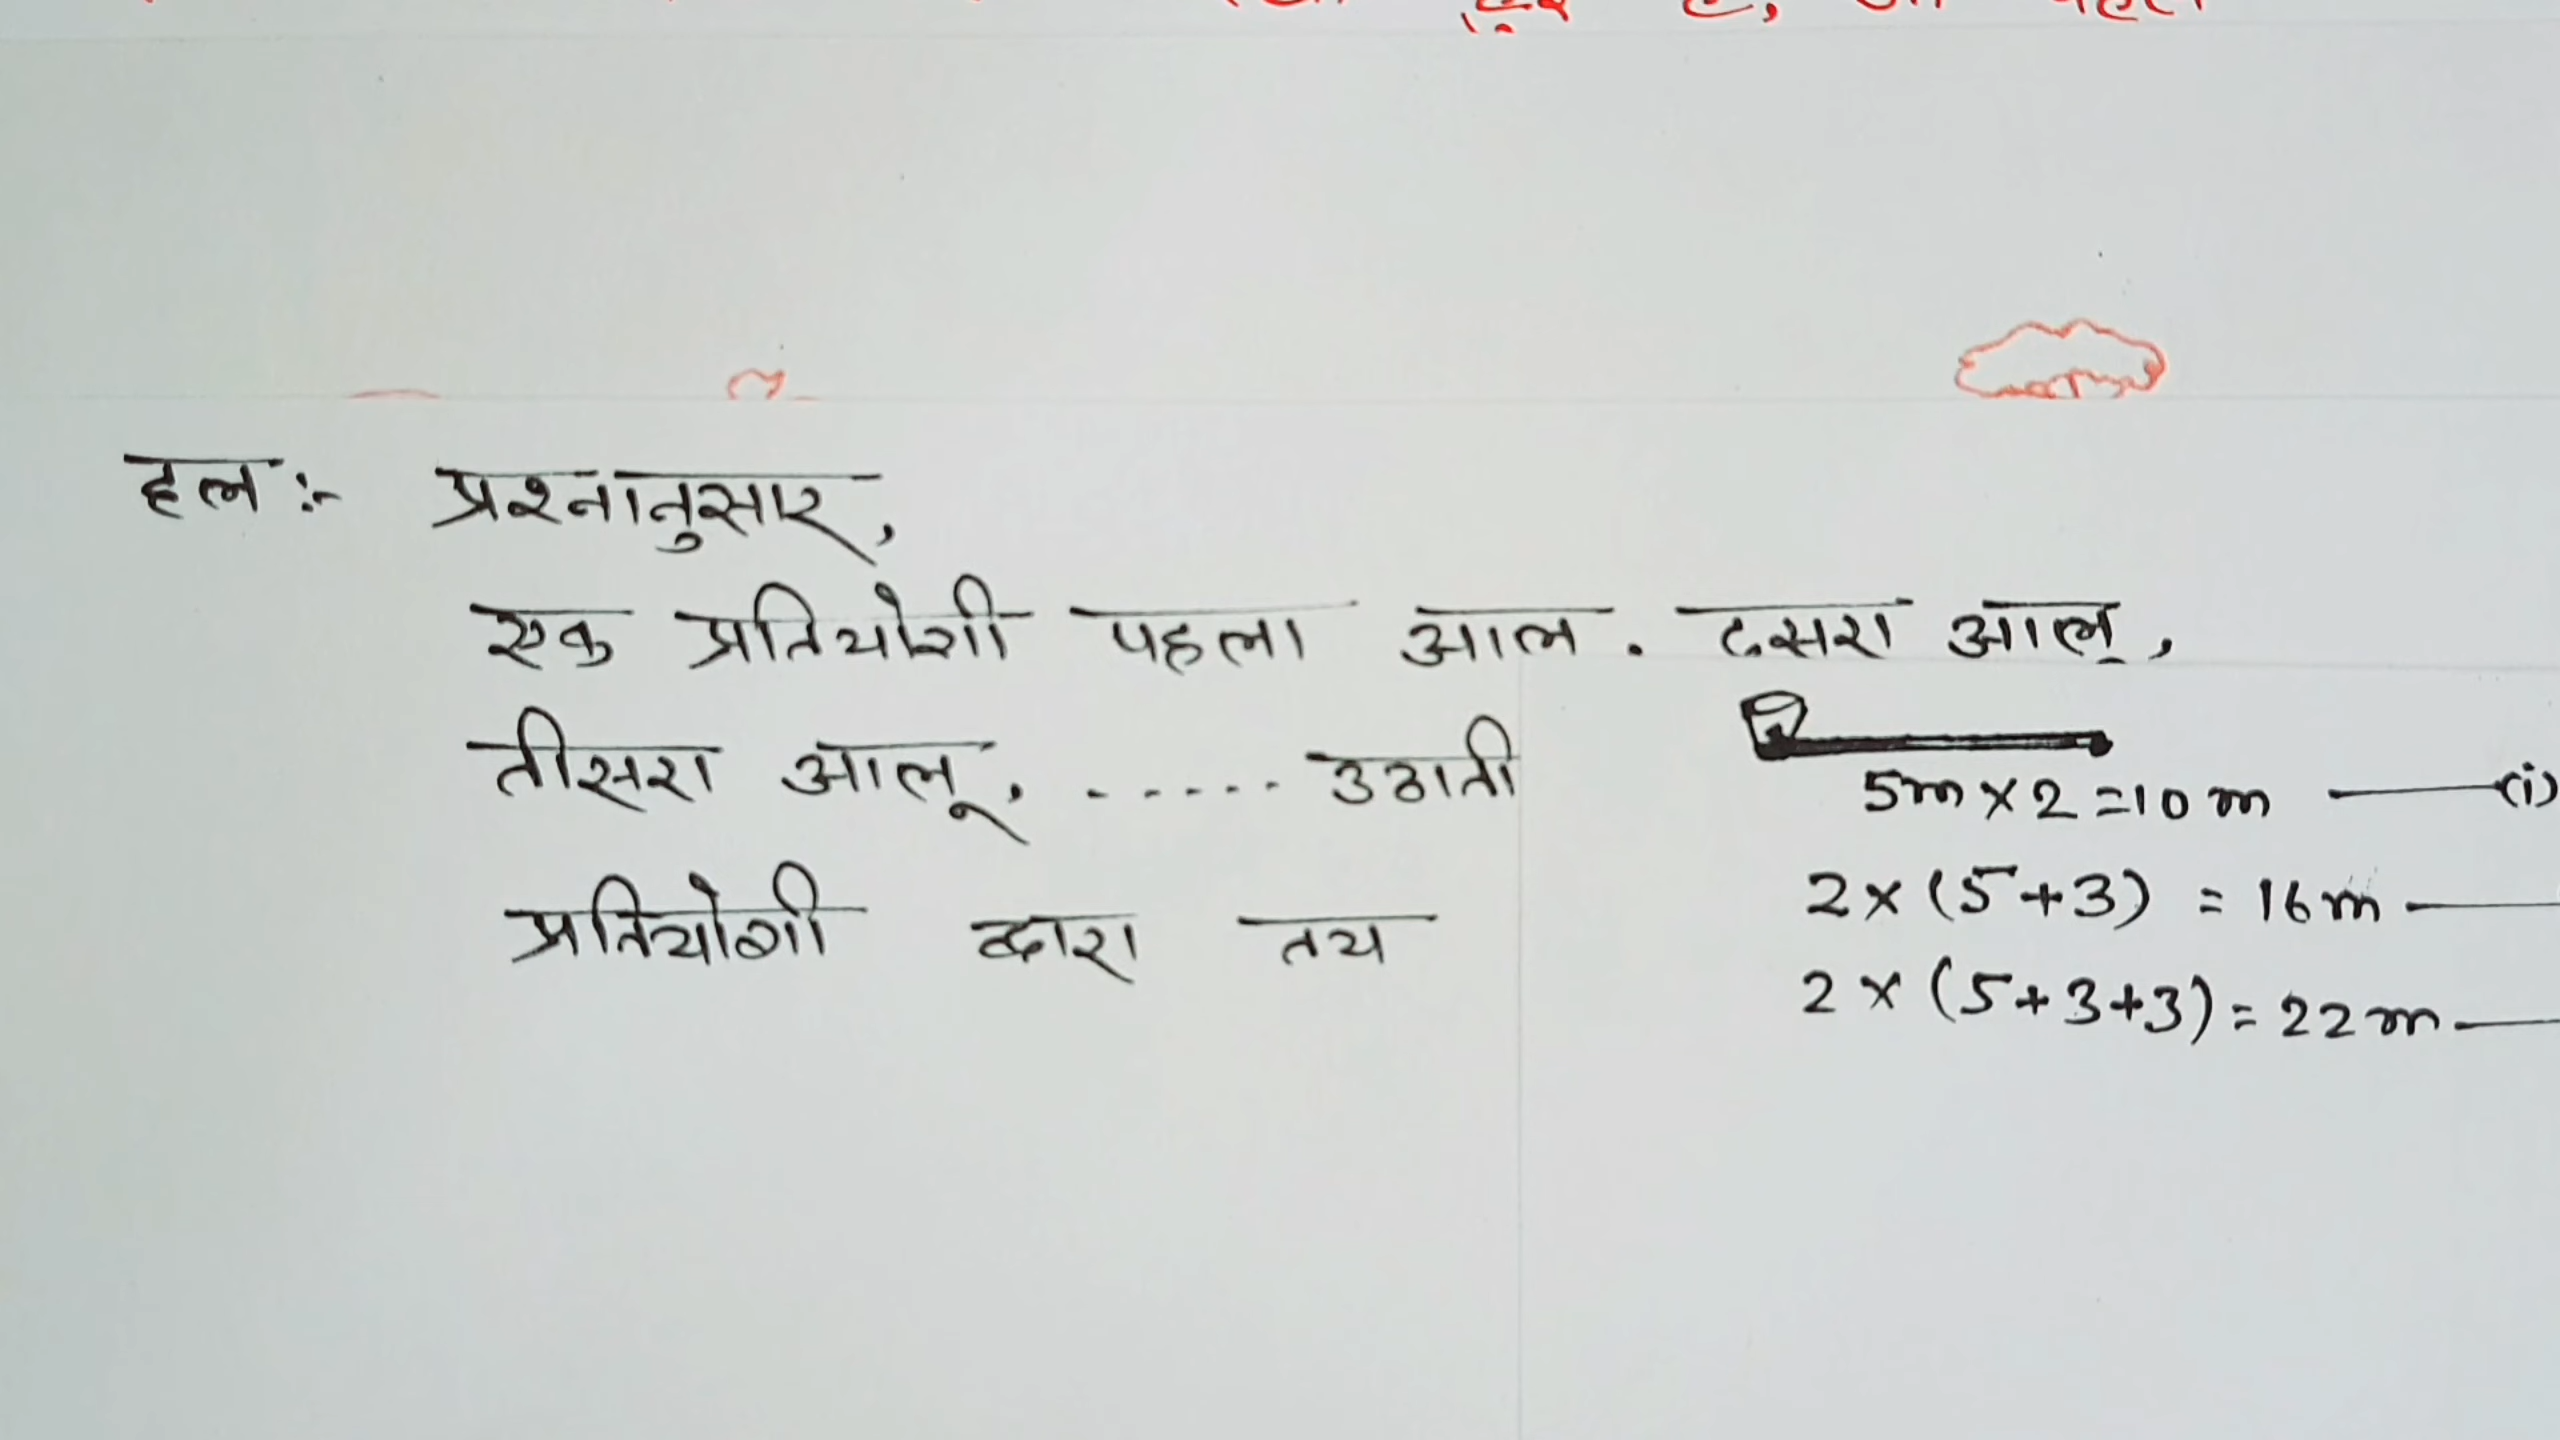 हल :- प्रश्नानुसार,
एक प्रतियोगी पहला आल . दसरा आलू,
तीसरा आलू, ..... उठाती
प्रतियोगी द्वारा तय
5m × 2 = 10 m —— (i)
2 × (5+3) = 16 m ——
2 × (5+3+3) = 22 m ——